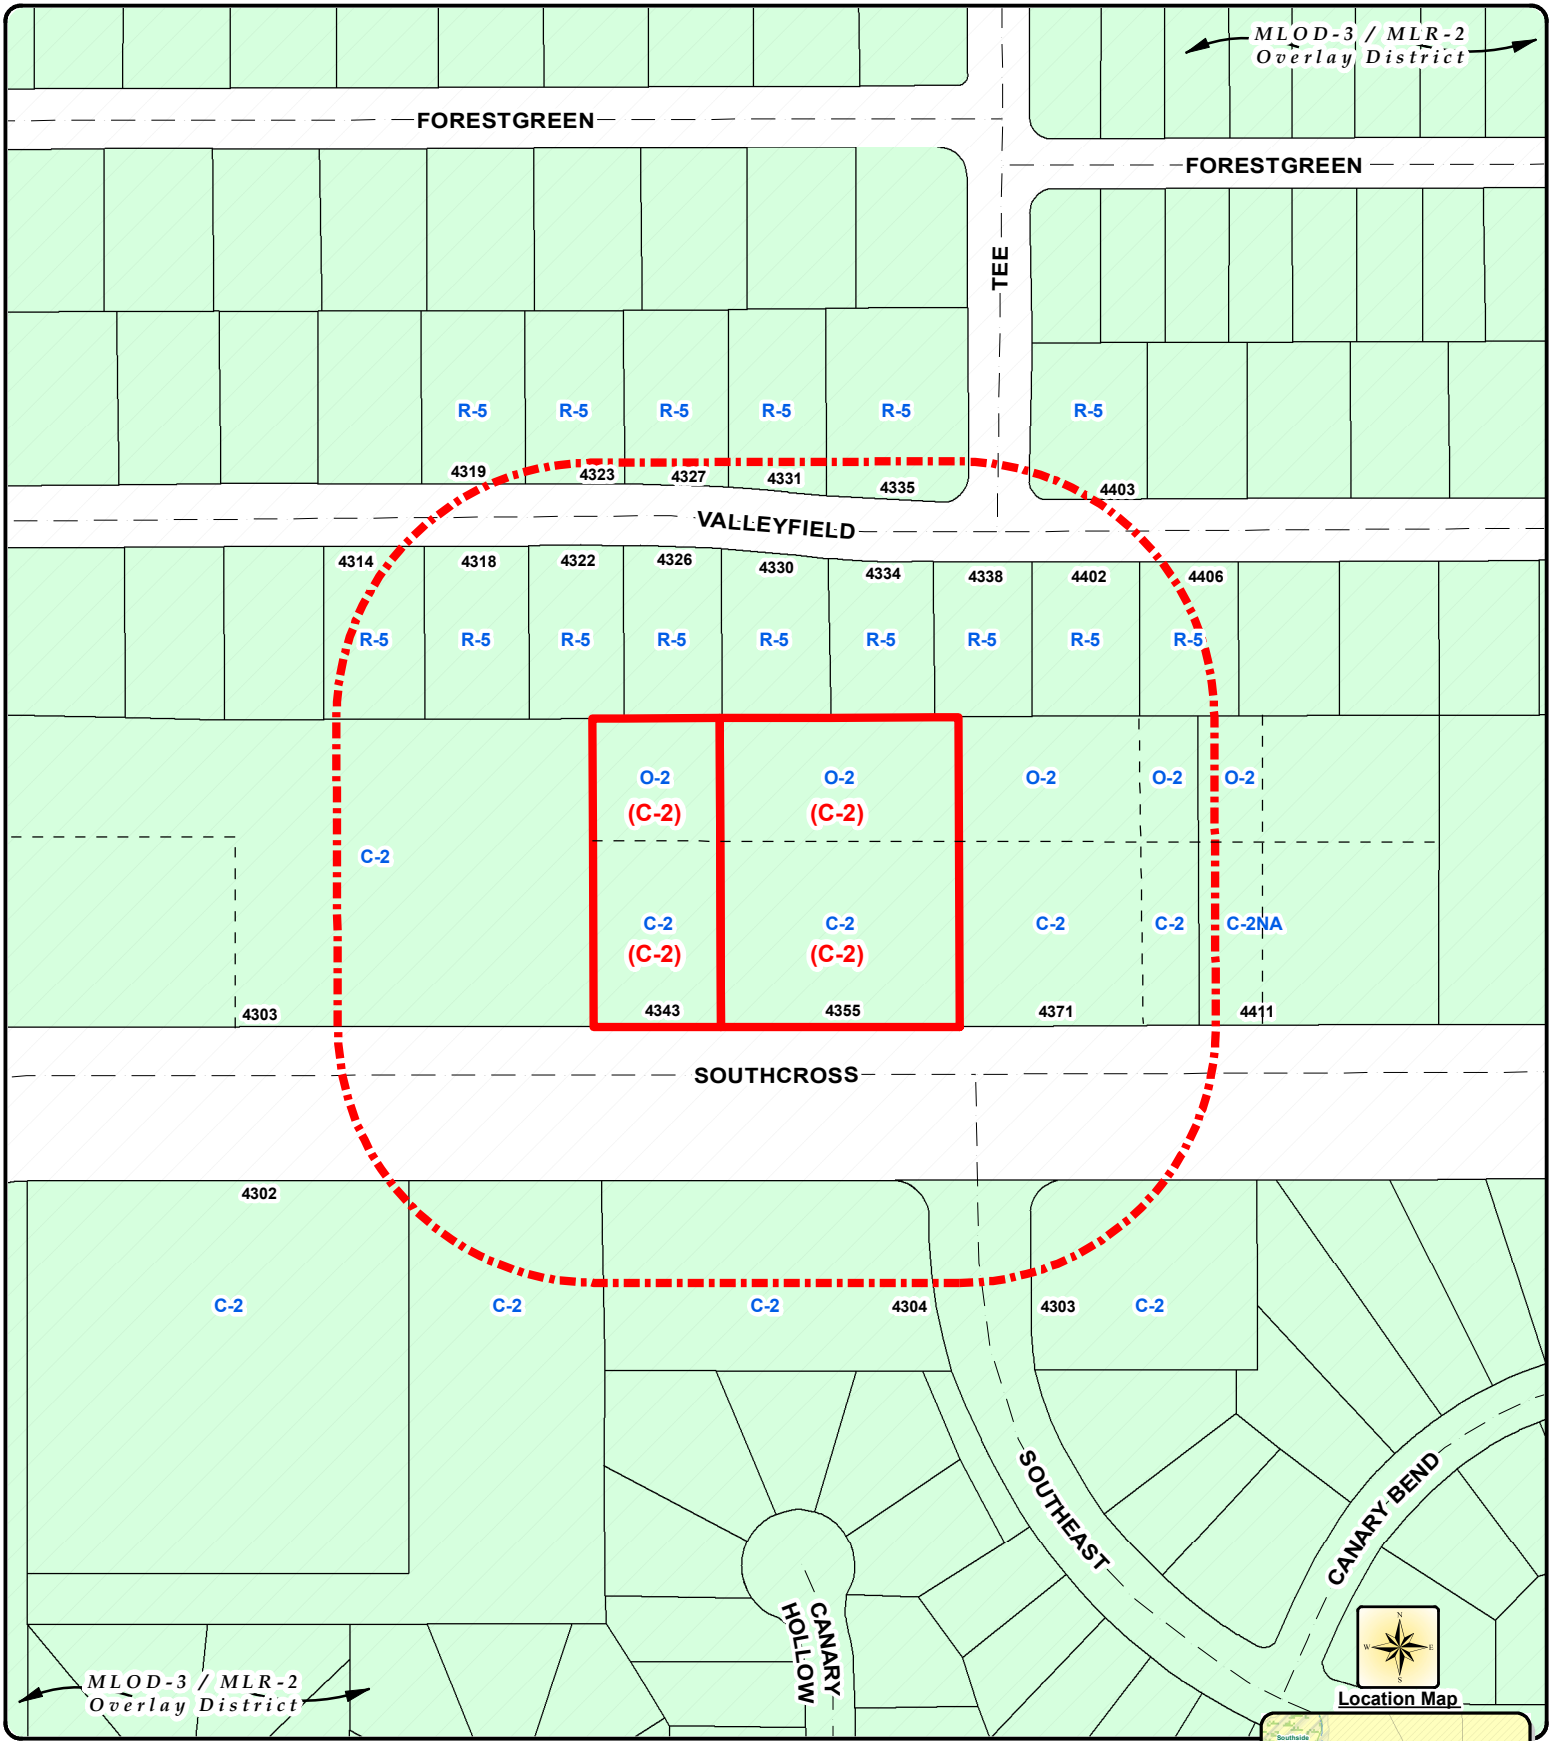 MLOD-3 / MLR-2
Overlay District
FORESTGREEN
FORESTGREEN
TEE
R-5
R-5
R-5
R-5
R-5
R-5
4319
4323
4327
4331
4335
4403
VALLEYFIELD
4314
4318
4322
4326
4330
4334
4338
4402
4406
R-5
R-5
R-5
R-5
R-5
R-5
R-5
R-5
R-5
O-2
O-2
O-2
O-2
O-2
(C-2)
(C-2)
C-2
C-2
C-2
C-2
C-2
C-2NA
(C-2)
(C-2)
4303
4343
4355
4371
4411
SOUTHCROSS
4302
C-2
C-2
C-2
4304
4303
C-2
SOUTHEAST
CANARY BEND
CANARY
HOLLOW
N
W
E
S
MLOD-3 / MLR-2
Overlay District
Location Map
Southside